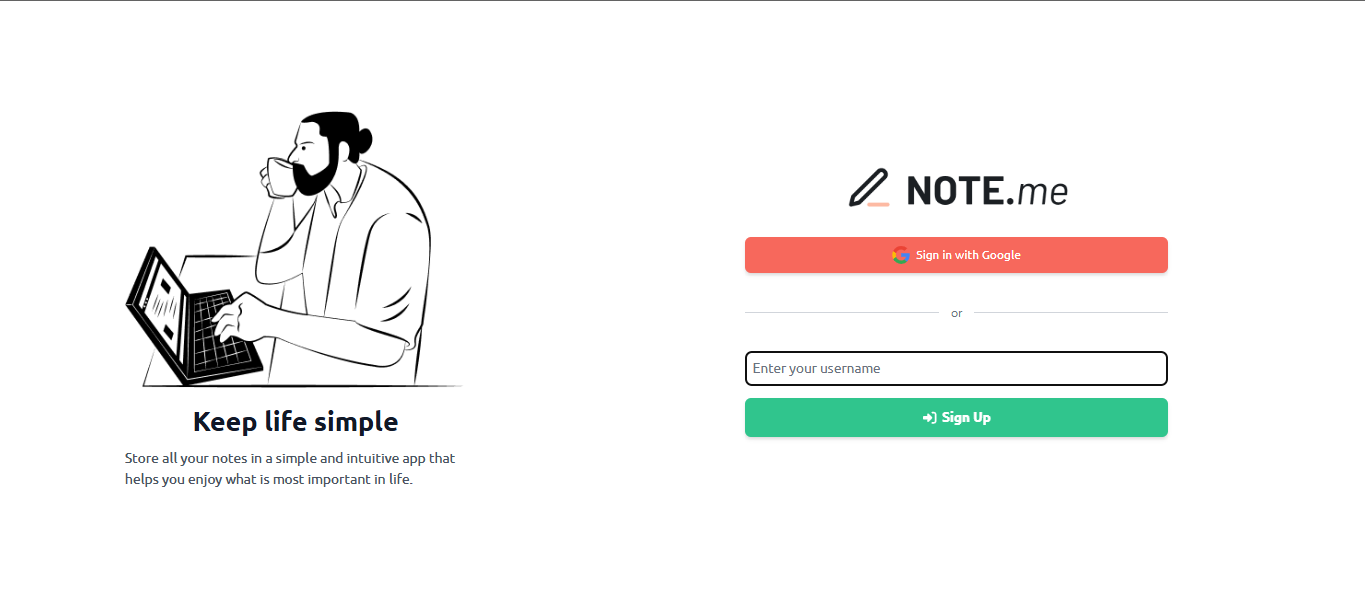 NOTE.me
Sign in with Google
or
Enter your username
Sign Up
Keep life simple
Store all your notes in a simple and intuitive app that
helps you enjoy what is most important in life.